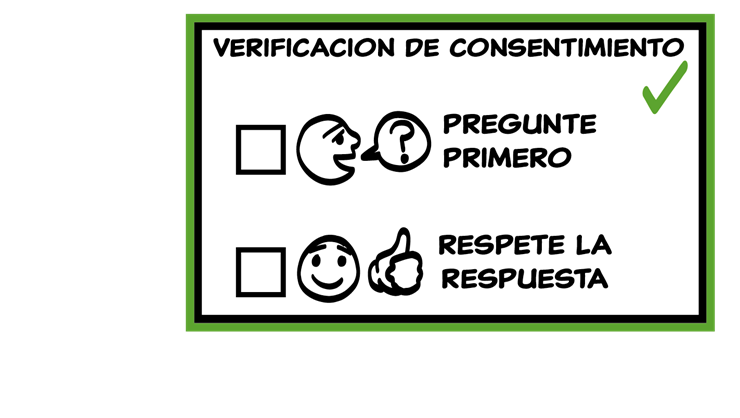 VERIFICACION DE CONSENTIMIENTO
PREGUNTE
PRIMERO
?
RESPETE LA
RESPUESTA